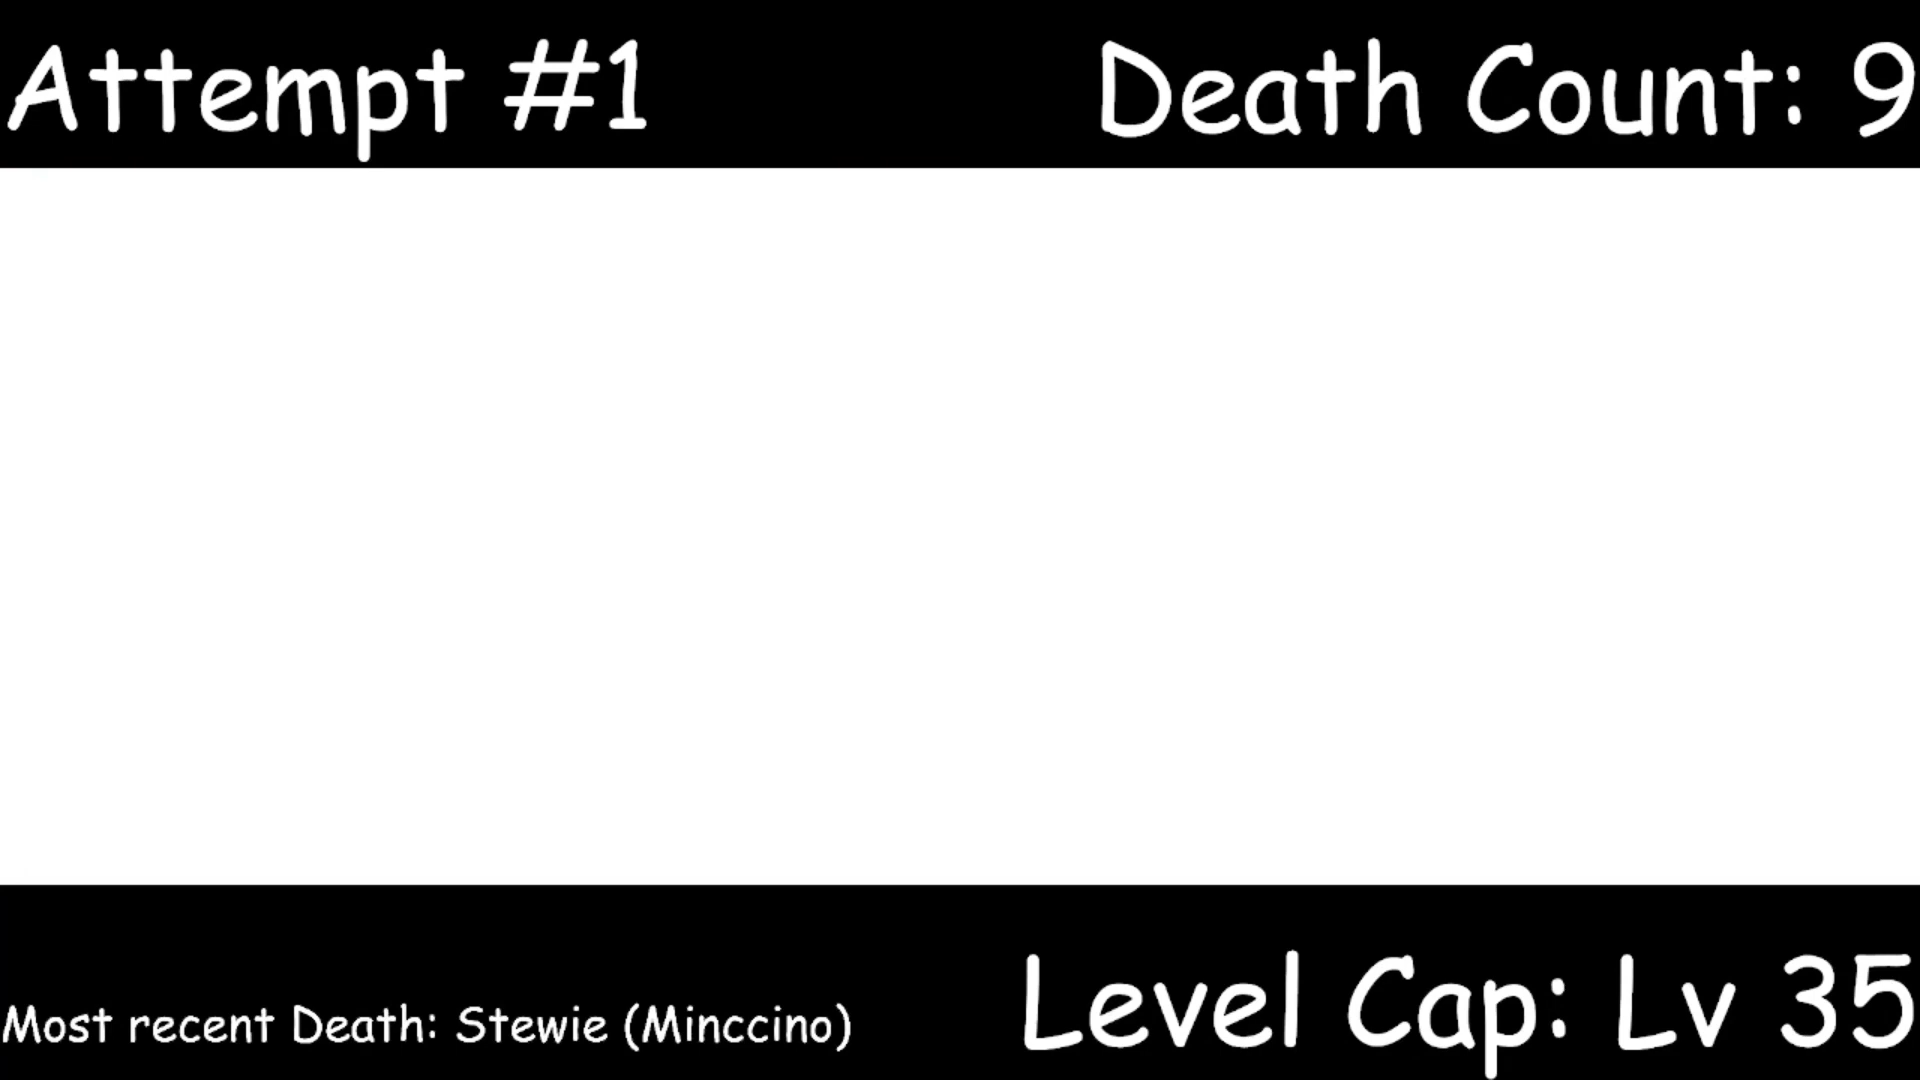 Attempt #1
Death Count: 9
Most recent Death: Stewie (Minccino)
Level Cap: Lv 35